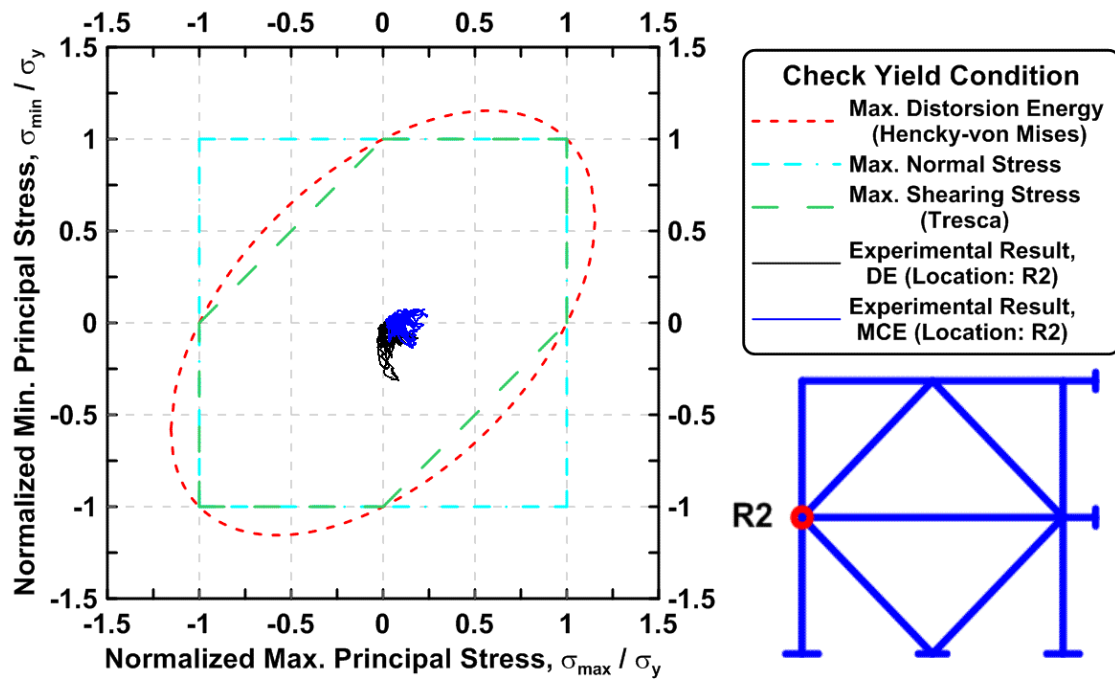 -1.5 -1 -0.5 0 0.5 1 1.5
1.5
1
0.5
0
-0.5
-1
-1.5
1.5
1
0.5
0
-0.5
-1
-1.5
-1.5 -1 -0.5 0 0.5 1 1.5
Normalized Max. Principal Stress, σmax / σy
Normalized Min. Principal Stress, σmin / σy
Check Yield Condition
Max. Distorsion Energy
(Hencky-von Mises)
Max. Normal Stress
Max. Shearing Stress
(Tresca)
Experimental Result,
DE (Location: R2)
Experimental Result,
MCE (Location: R2)
R2